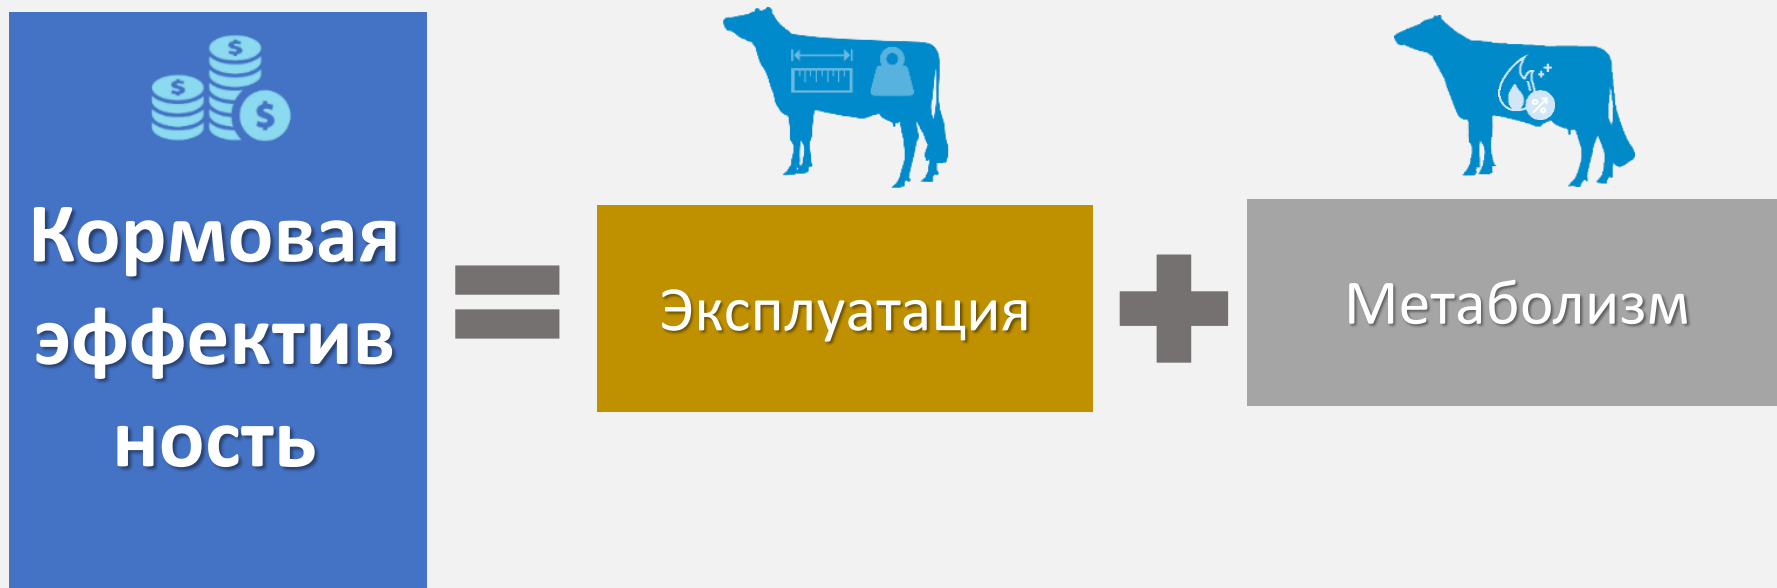 Кормовая
эффектив
ность
Эксплуатация
Метаболизм